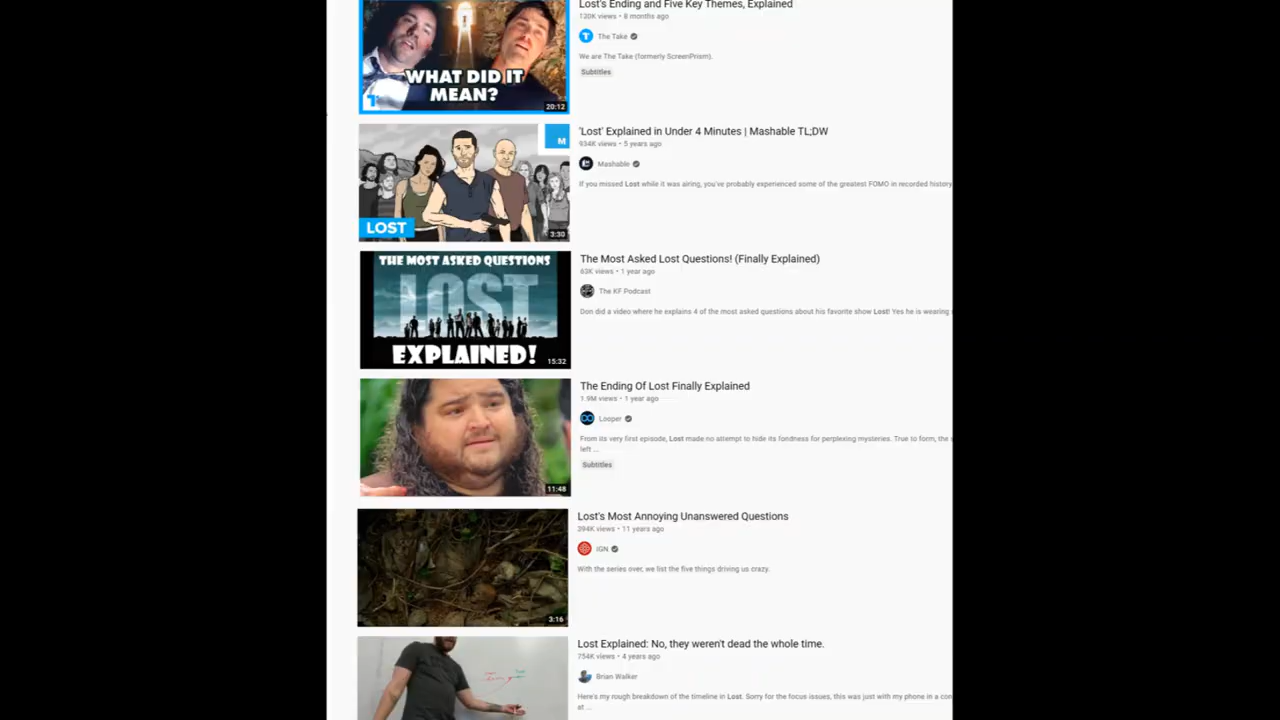 Lost's Ending and Five Key Themes, Explained
120K views • 8 months ago
The Take
We are The Take (formerly ScreenPrism).
Subtitles
WHAT DID IT
MEAN?
20:12
'Lost' Explained in Under 4 Minutes | Mashable TL;DW
934K views • 5 years ago
Mashable
If you missed Lost while it was airing, you've probably experienced some of the greatest FOMO in recorded history
M
LOST
3:30
The Most Asked Lost Questions! (Finally Explained)
63K views • 1 year ago
The KF Podcast
Don did a video where he explains 4 of the most asked questions about his favorite show Lost! Yes he is wearing
THE MOST ASKED QUESTIONS
LOST
EXPLAINED!
15:32
The Ending Of Lost Finally Explained
1.9M views • 1 year ago
Looper
From its very first episode, Lost made no attempt to hide its fondness for perplexing mysteries. True to form, the
left ...
Subtitles
11:48
Lost's Most Annoying Unanswered Questions
394K views • 11 years ago
IGN
With the series over, we list the five things driving us crazy.
3:16
Lost Explained: No, they weren't dead the whole time.
754K views • 4 years ago
Brian Walker
Here's my rough breakdown of the timeline in Lost. Sorry for the focus issues, this was just with my phone in a con
at ...